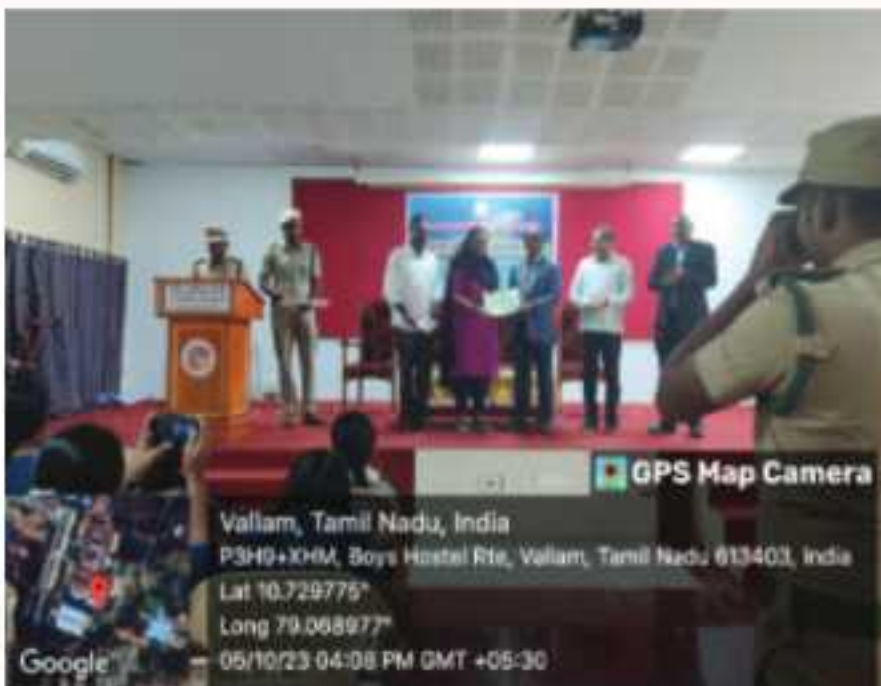 GPS Map Camera
Vallam, Tamil Nadu, India
P3H9+XHM, Boys Hostel Rte, Vallam, Tamil Nadu 613403, India
Lat 10.729775°
Long 79.068977°
05/10/23 04:08 PM GMT +05:30
Google